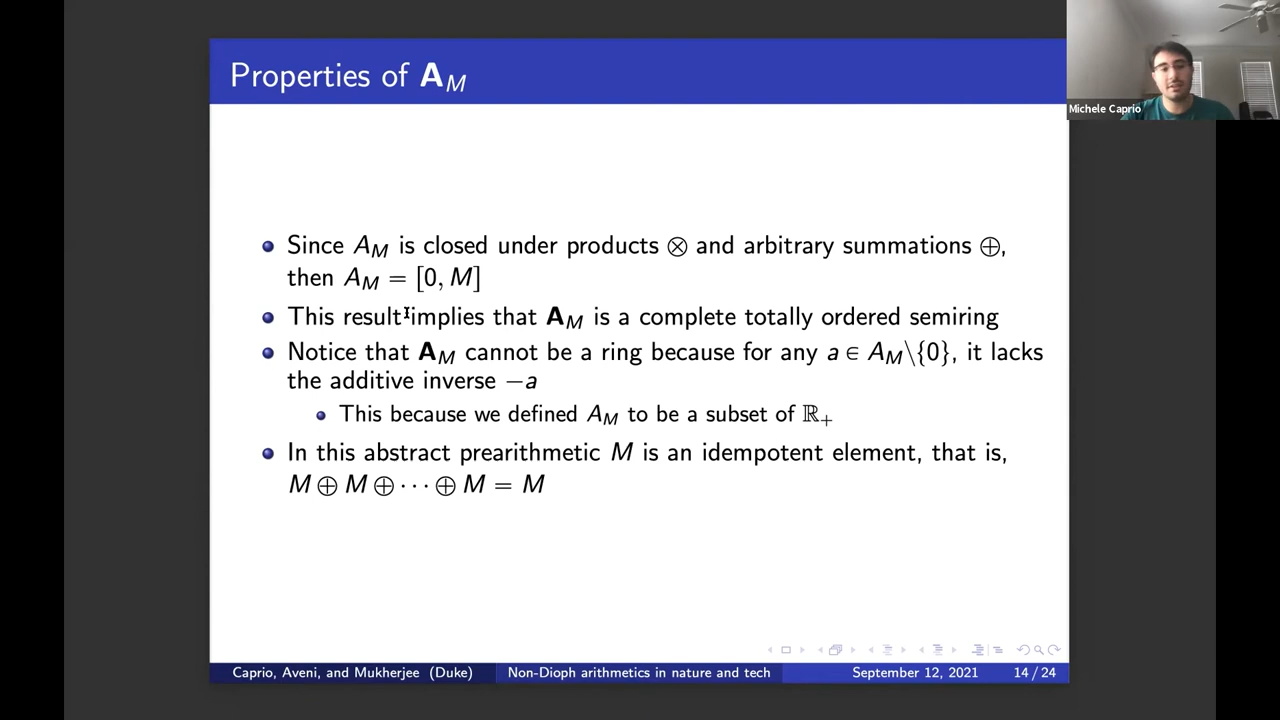 Properties of A_M
Michele Caprio
Since A_M is closed under products ⊗ and arbitrary summations ⊕,
then A_M = [0, M]
This result implies that A_M is a complete totally ordered semiring
Notice that A_M cannot be a ring because for any a ∈ A_M\{0}, it lacks
the additive inverse −a
This because we defined A_M to be a subset of ℝ₊
In this abstract prearithmetic M is an idempotent element, that is,
M ⊕ M ⊕ ··· ⊕ M = M
Caprio, Aveni, and Mukherjee (Duke) Non-Dioph arithmetics in nature and tech September 12, 2021 14 / 24